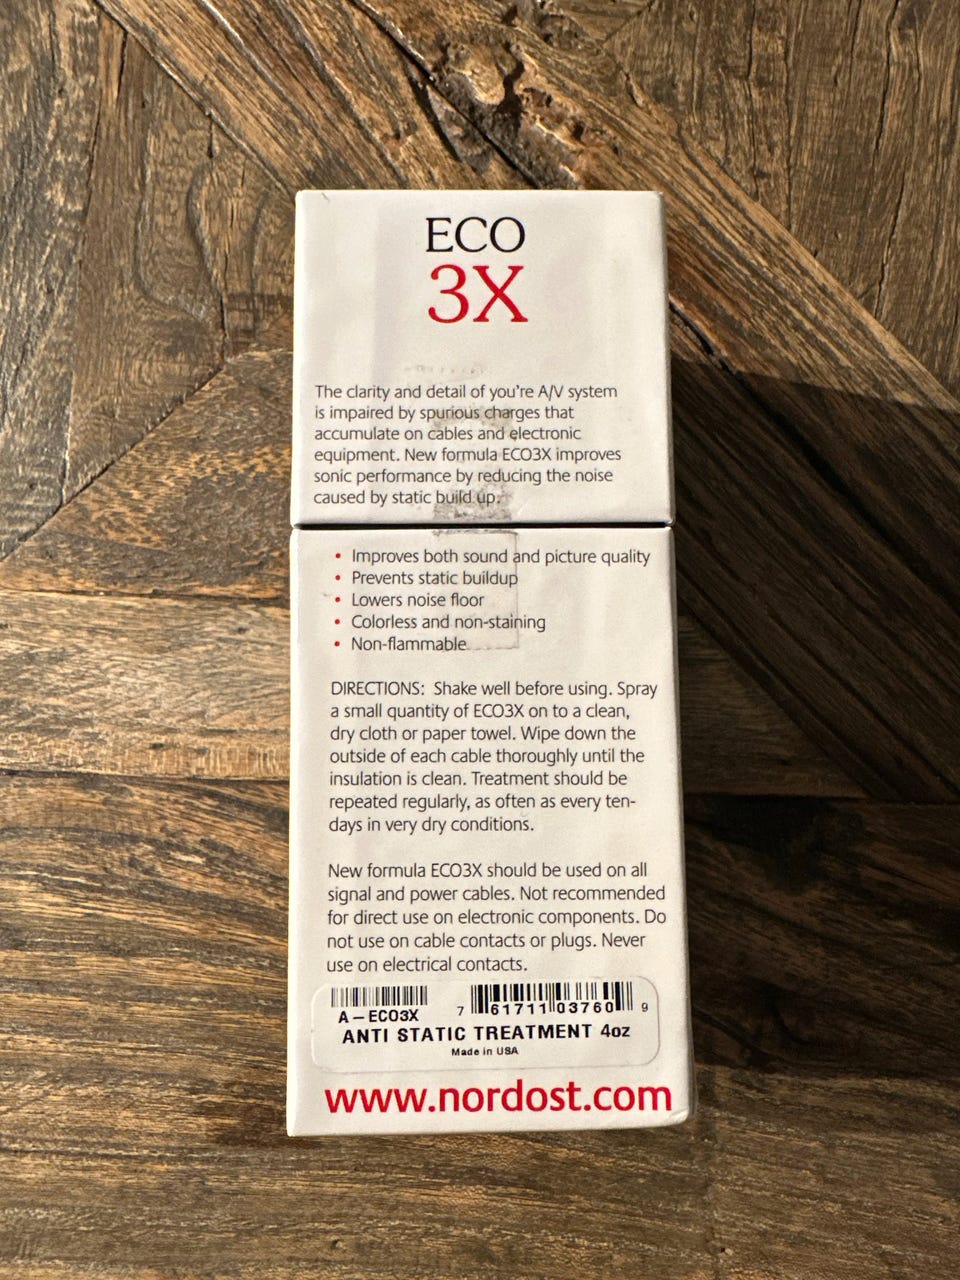 ECO
3X
The clarity and detail of you're A/V system
is impaired by spurious charges that
accumulate on cables and electronic
equipment. New formula ECO3X improves
sonic performance by reducing the noise
caused by static build up.
• Improves both sound and picture quality
• Prevents static buildup
• Lowers noise floor
• Colorless and non-staining
• Non-flammable
DIRECTIONS: Shake well before using. Spray
a small quantity of ECO3X on to a clean,
dry cloth or paper towel. Wipe down the
outside of each cable thoroughly until the
insulation is clean. Treatment should be
repeated regularly, as often as every ten-
days in very dry conditions.
New formula ECO3X should be used on all
signal and power cables. Not recommended
for direct use on electronic components. Do
not use on cable contacts or plugs. Never
use on electrical contacts.
A-ECO3X 7 61711 03760 9
ANTI STATIC TREATMENT 4oz
Made in USA
www.nordost.com